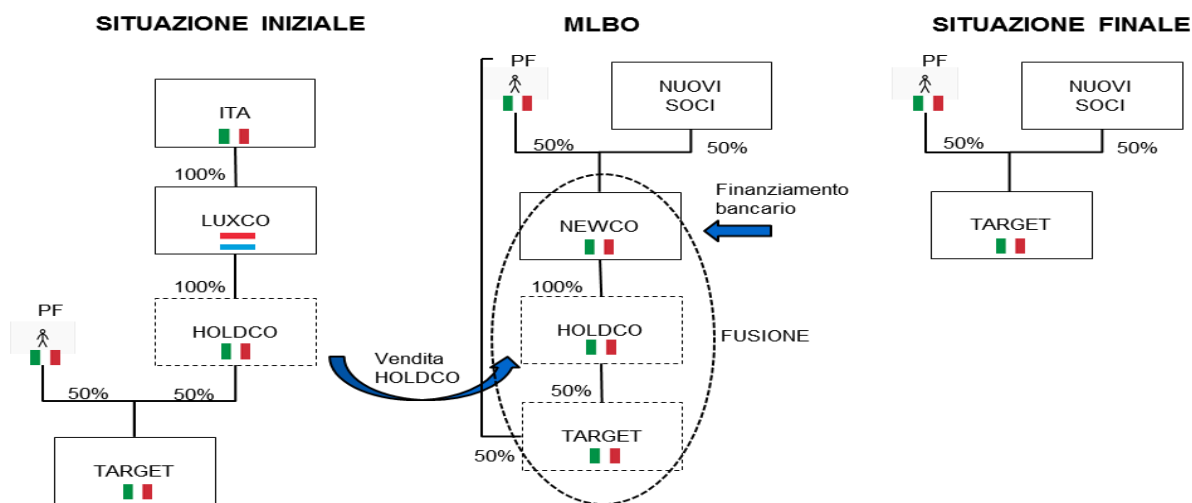 SITUAZIONE INIZIALE
ITA
100%
LUXCO
100%
PF
HOLDCO
50%
50%
TARGET
Vendita
HOLDCO
MLBO
PF
NUOVI
SOCI
50%
50%
NEWCO
Finanziamento
bancario
100%
HOLDCO
FUSIONE
50%
TARGET
50%
SITUAZIONE FINALE
PF
NUOVI
SOCI
50%
50%
TARGET